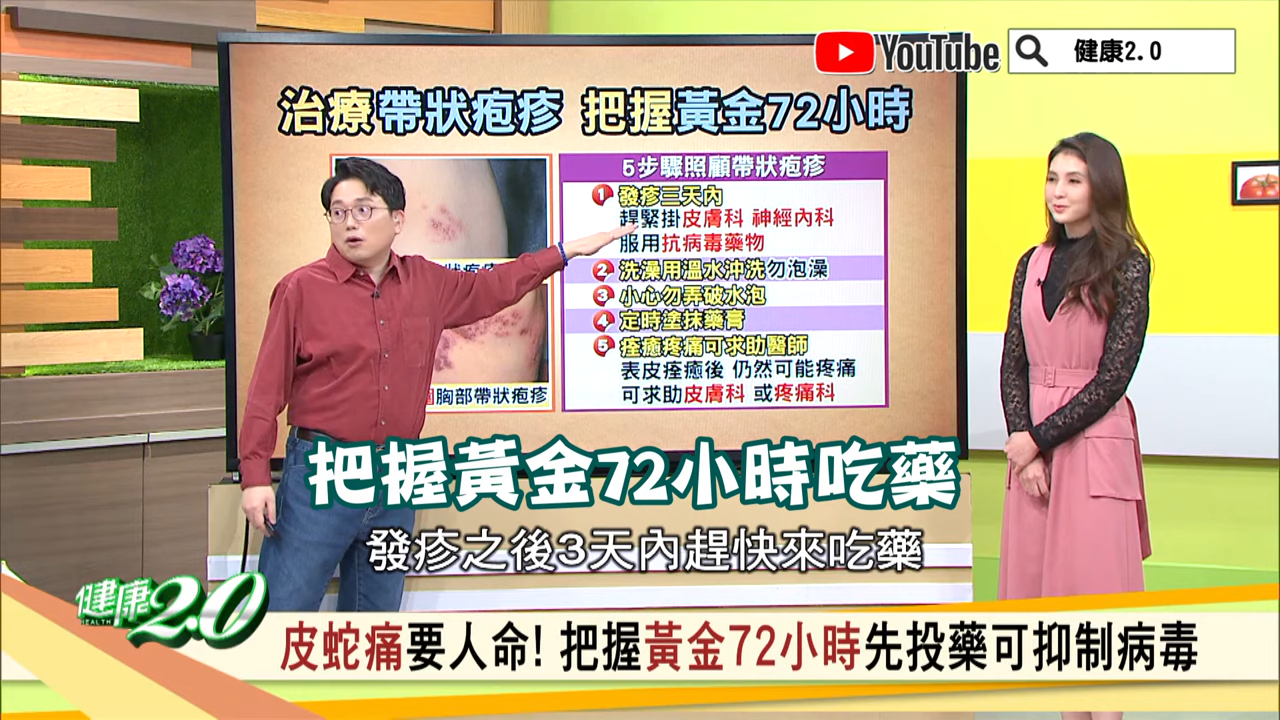 YouTube
健康2.0
治療帶狀疱疹 把握黃金72小時
5步驟照顧帶狀疱疹
1 發疹三天內
趕緊掛皮膚科 神經內科
服用抗病毒藥物
2 洗澡用溫水沖洗勿泡澡
3 小心勿弄破水泡
4 定時塗抹藥膏
5 痊癒疼痛可求助醫師
表皮痊癒後 仍然可能疼痛
可求助皮膚科 或疼痛科
狀疱疹
胸部帶狀疱疹
把握黃金72小時吃藥
發疹之後3天內趕快來吃藥
健康2.0
HEALTH
皮蛇痛要人命! 把握黃金72小時先投藥可抑制病毒